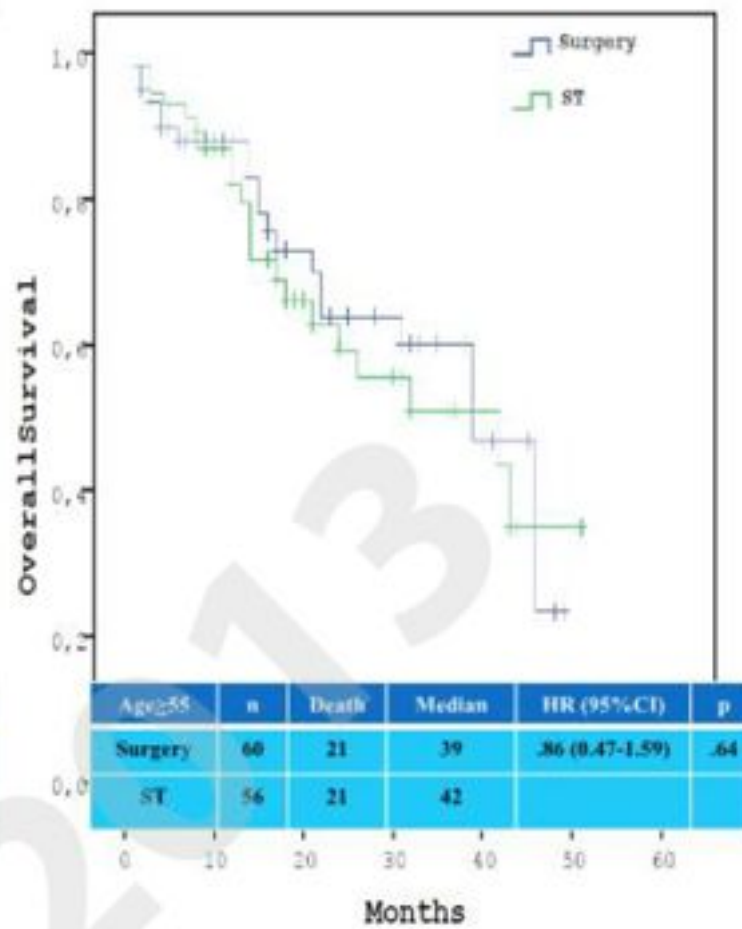 Surgery
ST
1,0
0,8
0,6
0,4
0,2
0,0
OverallSurvival
Age≥55 n Death Median HR (95%CI) p
Surgery 60 21 39 .86 (0.47-1.59) .64
ST 56 21 42
0 10 20 30 40 50 60
Months
2013